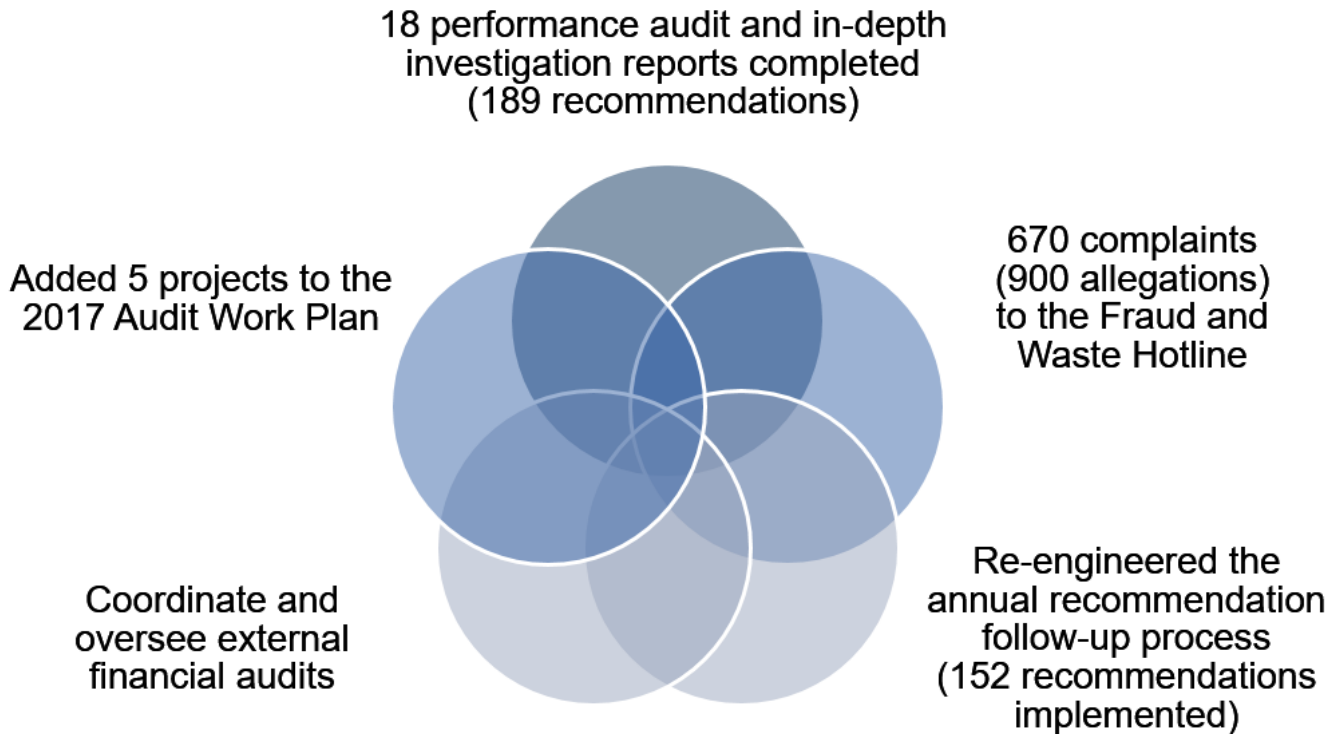 18 performance audit and in-depth
investigation reports completed
(189 recommendations)
670 complaints
(900 allegations)
to the Fraud and
Waste Hotline
Re-engineered the
annual recommendation
follow-up process
(152 recommendations
implemented)
Coordinate and
oversee external
financial audits
Added 5 projects to the
2017 Audit Work Plan